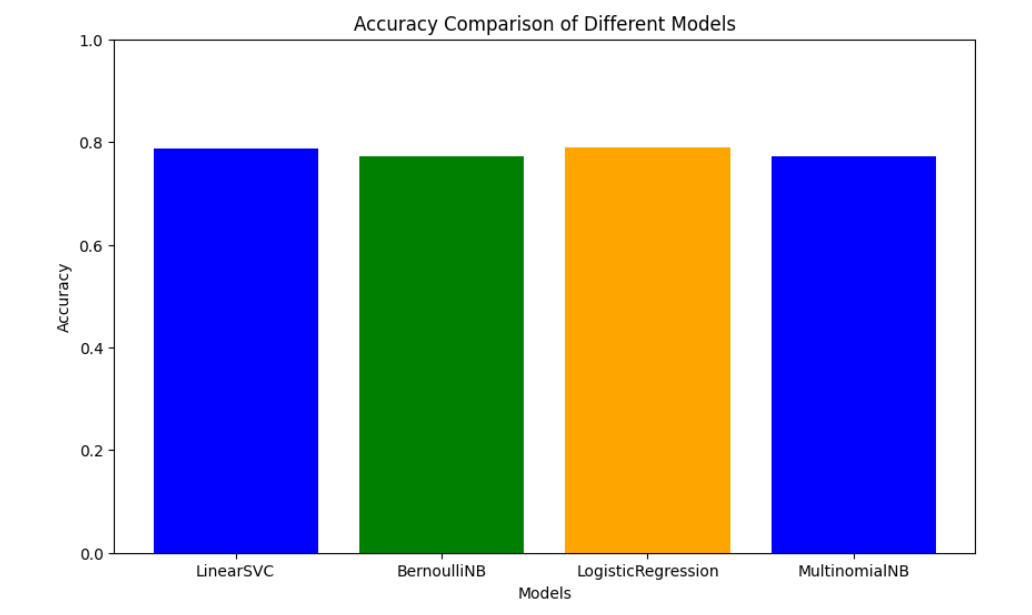 Accuracy Comparison of Different Models
1.0
0.8
0.6
0.4
0.2
0.0
Accuracy
LinearSVC BernoulliNB LogisticRegression MultinomialNB
Models